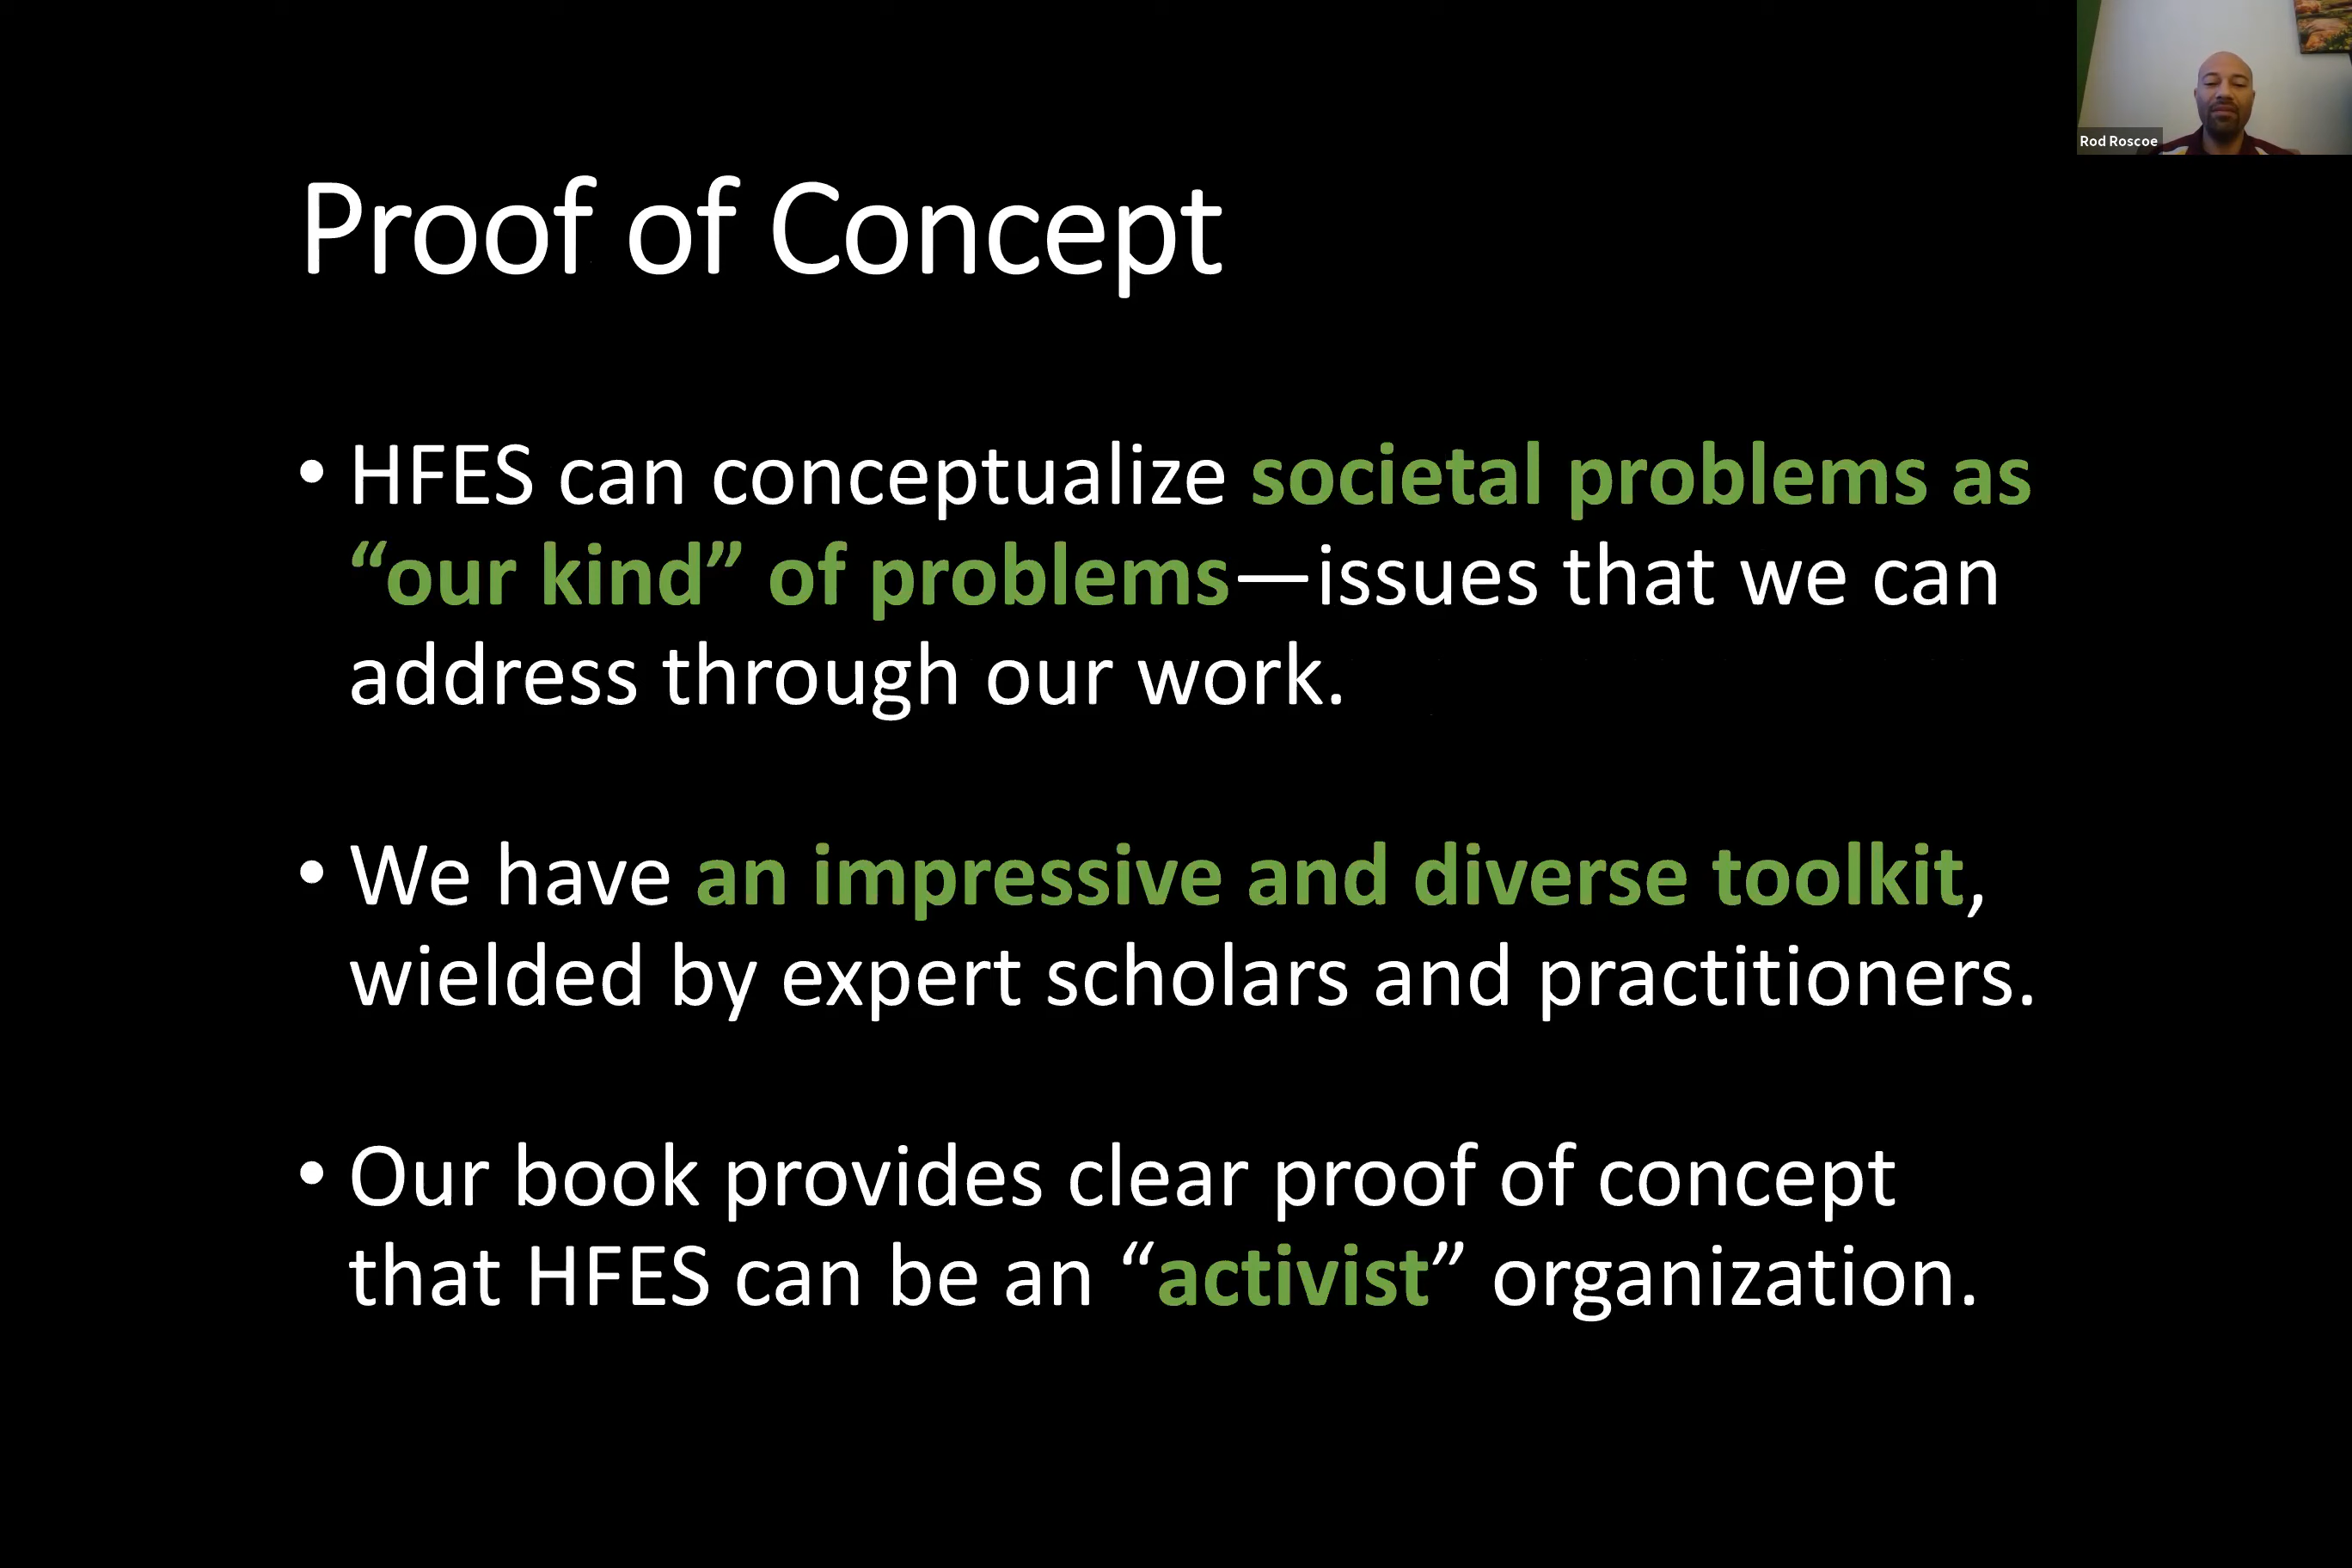 Rod Roscoe
Proof of Concept
• HFES can conceptualize societal problems as
“our kind” of problems—issues that we can
address through our work.
• We have an impressive and diverse toolkit,
wielded by expert scholars and practitioners.
• Our book provides clear proof of concept
that HFES can be an “activist” organization.